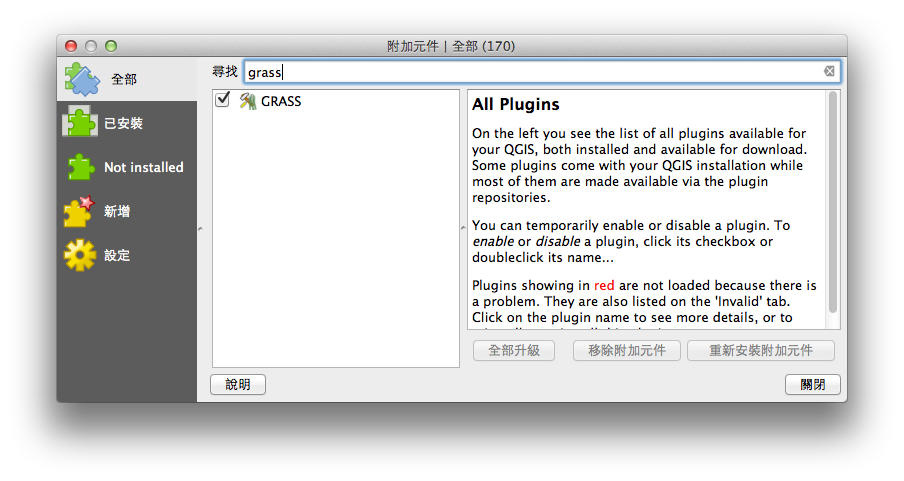 附加元件 | 全部 (170)
全部
已安裝
Not installed
新增
設定
尋找 grass
GRASS
All Plugins
On the left you see the list of all plugins available for
your QGIS, both installed and available for download.
Some plugins come with your QGIS installation while
most of them are made available via the plugin
repositories.
You can temporarily enable or disable a plugin. To
enable or disable a plugin, click its checkbox or
doubleclick its name...
Plugins showing in red are not loaded because there is
a problem. They are also listed on the 'Invalid' tab.
Click on the plugin name to see more details, or to
全部升級 移除附加元件 重新安裝附加元件
說明 關閉